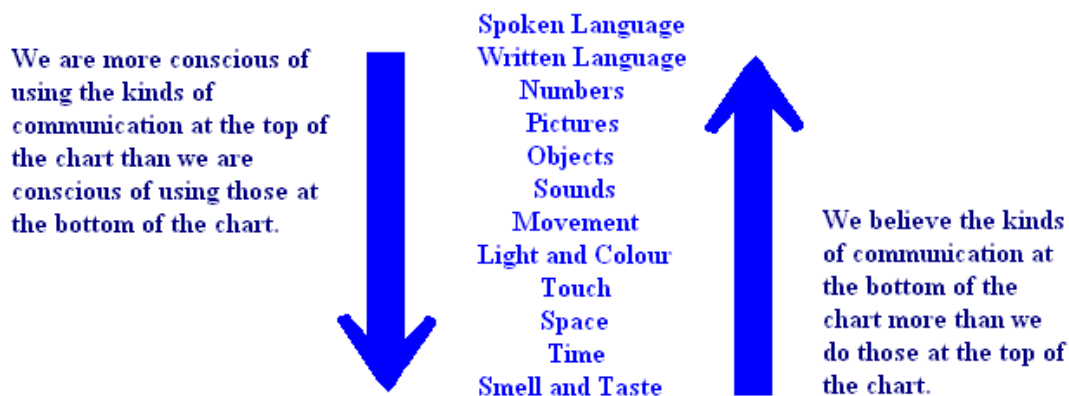 We are more conscious of
using the kinds of
communication at the top of
the chart than we are
conscious of using those at
the bottom of the chart.
Spoken Language
Written Language
Numbers
Pictures
Objects
Sounds
Movement
Light and Colour
Touch
Space
Time
Smell and Taste
We believe the kinds
of communication at
the bottom of the
chart more than we
do those at the top of
the chart.